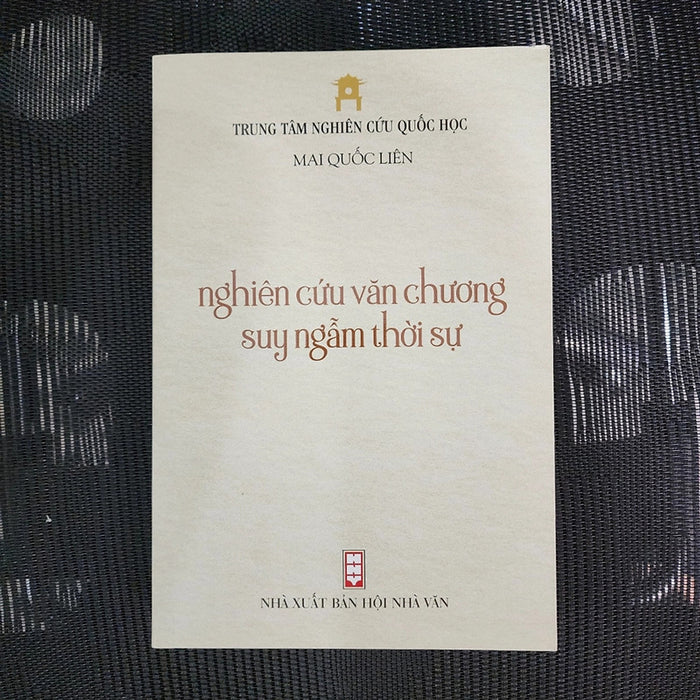 TRUNG TÂM NGHIÊN CỨU QUỐC HỌC
MAI QUỐC LIÊN
nghiên cứu văn chương
suy ngẫm thời sự
NHÀ XUẤT BẢN HỘI NHÀ VĂN